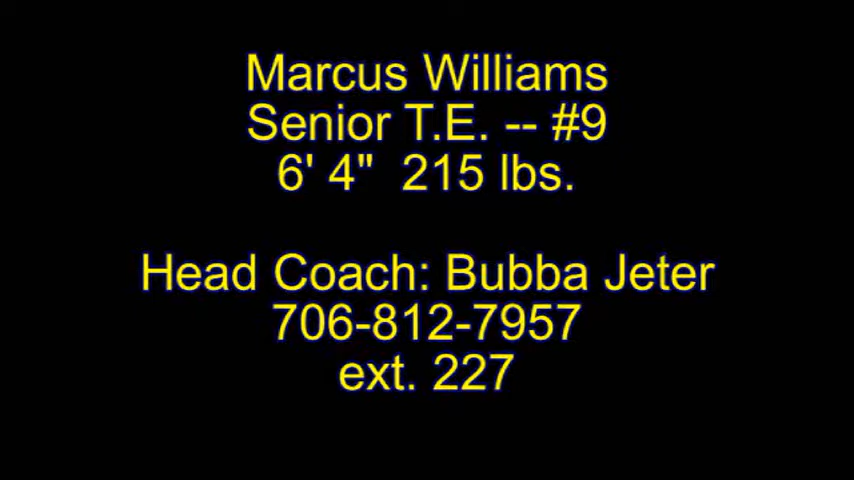 Marcus Williams
Senior T.E. -- #9
6' 4"  215 lbs.
Head Coach: Bubba Jeter
706-812-7957
ext. 227